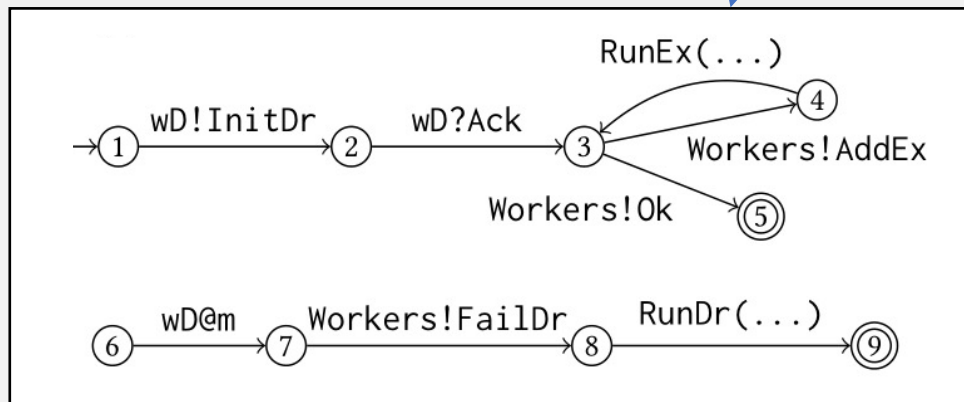 RunEx(...)
4
wD!InitDr wD?Ack
1 2 3 Workers!AddEx
Workers!Ok 5
wD@m Workers!FailDr RunDr(...)
6 7 8 9